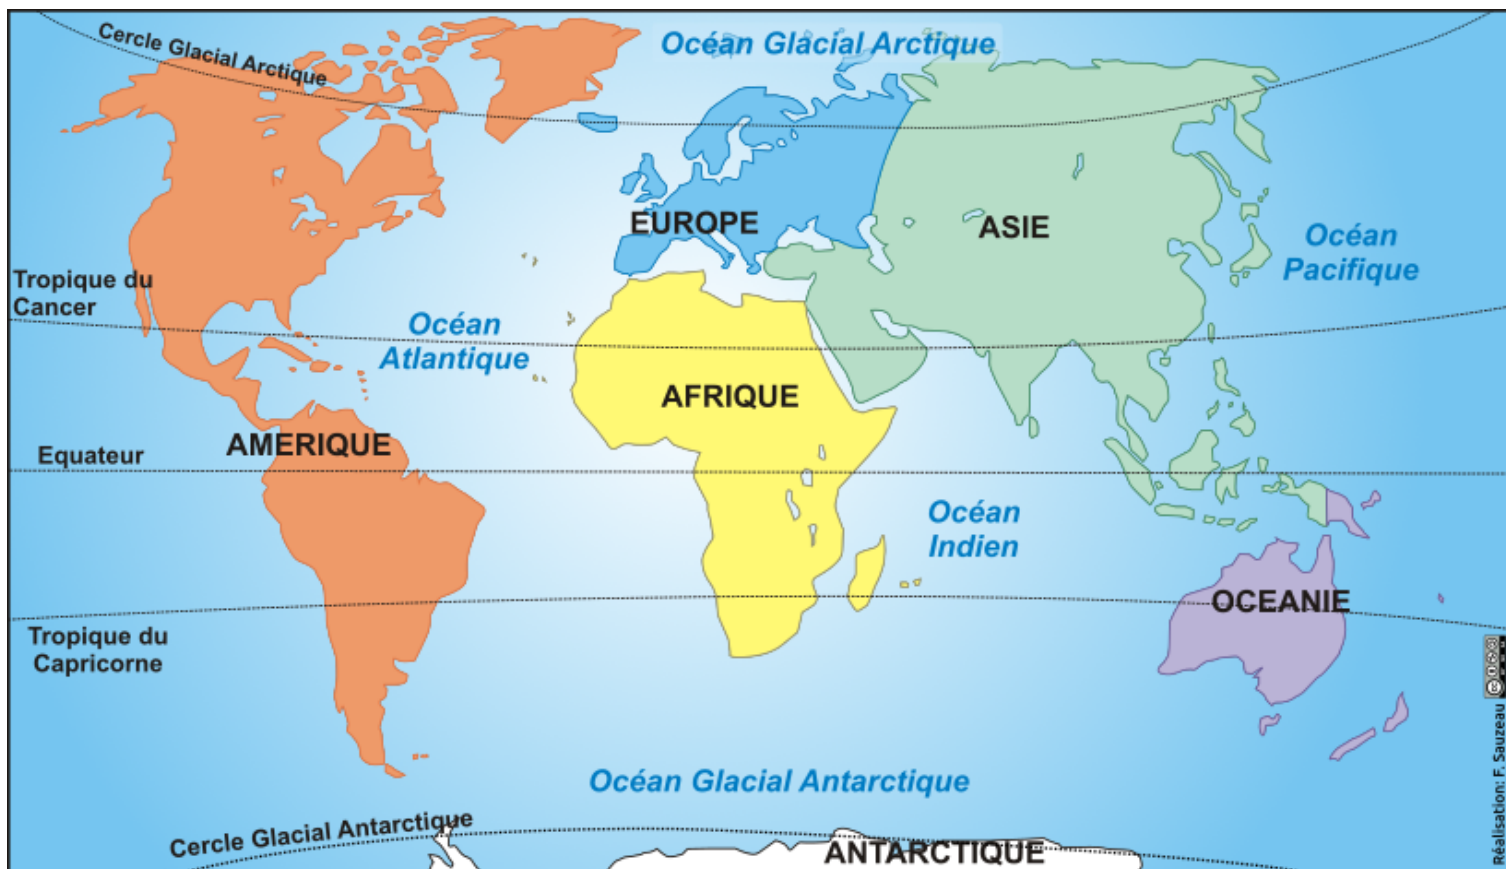 Cercle Glacial Arctique
Océan Glacial Arctique
EUROPE
ASIE
Océan
Pacifique
Tropique du
Cancer
Océan
Atlantique
AFRIQUE
AMERIQUE
Equateur
Océan
Indien
OCEANIE
Tropique du
Capricorne
Océan Glacial Antarctique
Cercle Glacial Antarctique
ANTARCTIQUE
Réalisation: F. Sauzeau